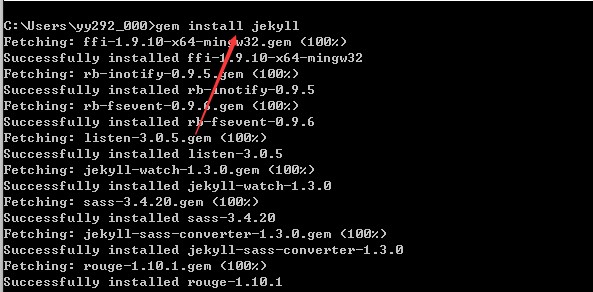 C:\Users\yy292_000>gem install jekyll
Fetching: ffi-1.9.10-x64-mingw32.gem (100%)
Successfully installed ffi-1.9.10-x64-mingw32
Fetching: rb-inotify-0.9.5.gem (100%)
Successfully installed rb-inotify-0.9.5
Fetching: rb-fsevent-0.9.6.gem (100%)
Successfully installed rb-fsevent-0.9.6
Fetching: listen-3.0.5.gem (100%)
Successfully installed listen-3.0.5
Fetching: jekyll-watch-1.3.0.gem (100%)
Successfully installed jekyll-watch-1.3.0
Fetching: sass-3.4.20.gem (100%)
Successfully installed sass-3.4.20
Fetching: jekyll-sass-converter-1.3.0.gem (100%)
Successfully installed jekyll-sass-converter-1.3.0
Fetching: rouge-1.10.1.gem (100%)
Successfully installed rouge-1.10.1